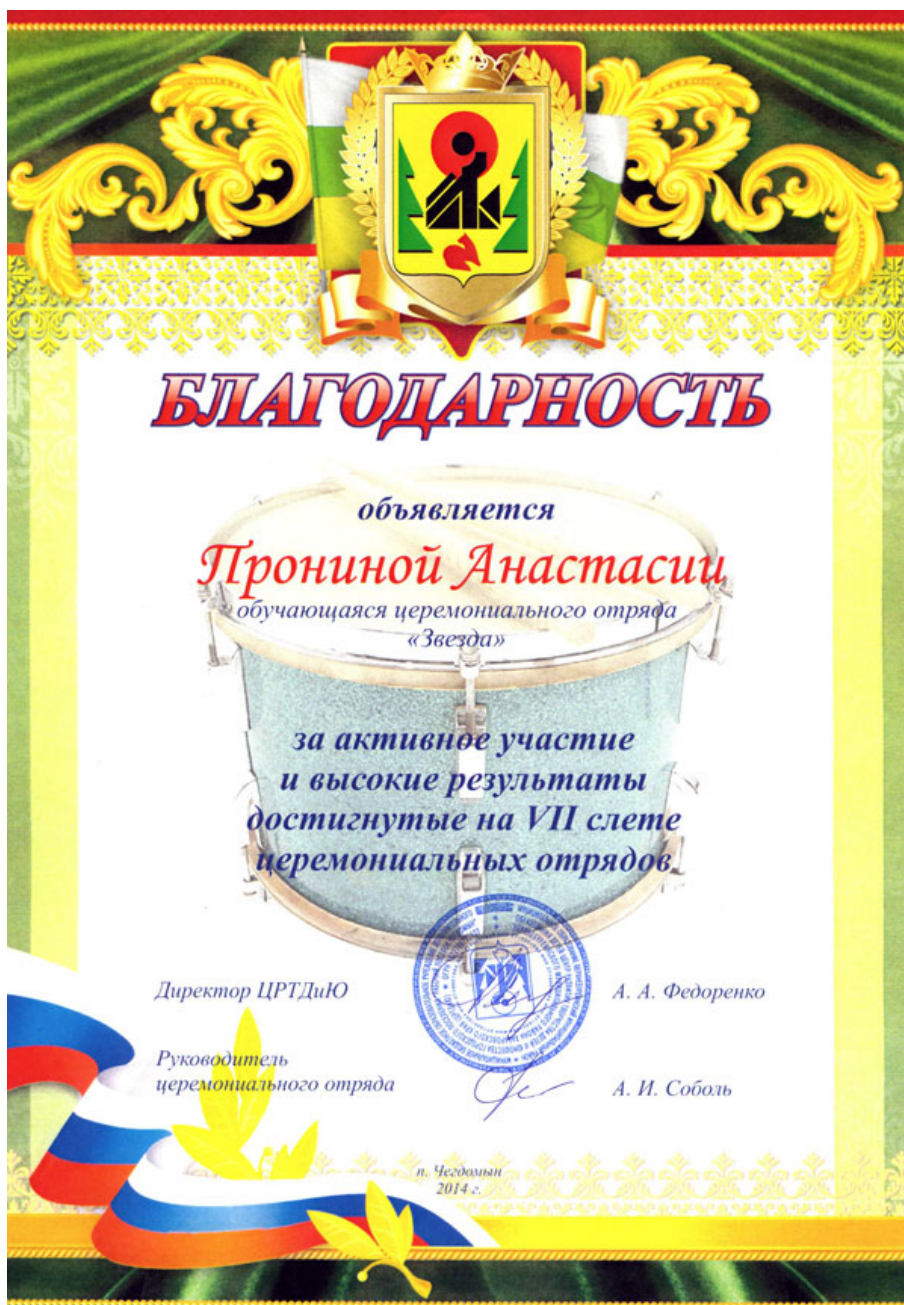 БЛАГОДАРНОСТЬ
объявляется
Прониной Анастасии
обучающаяся церемониального отряда
«Звезда»
за активное участие
и высокие результаты
достигнутые на VII слете
церемониальных отрядов
Директор ЦРТДиЮ
А. А. Федоренко
Руководитель
церемониального отряда
А. И. Соболь
п. Чегдомын
2014 г.